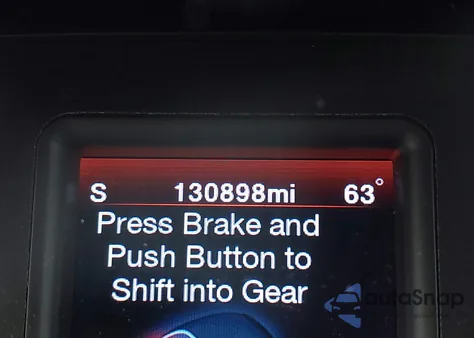 S 130898mi 63°
Press Brake and
Push Button to
Shift into Gear
autoSnap